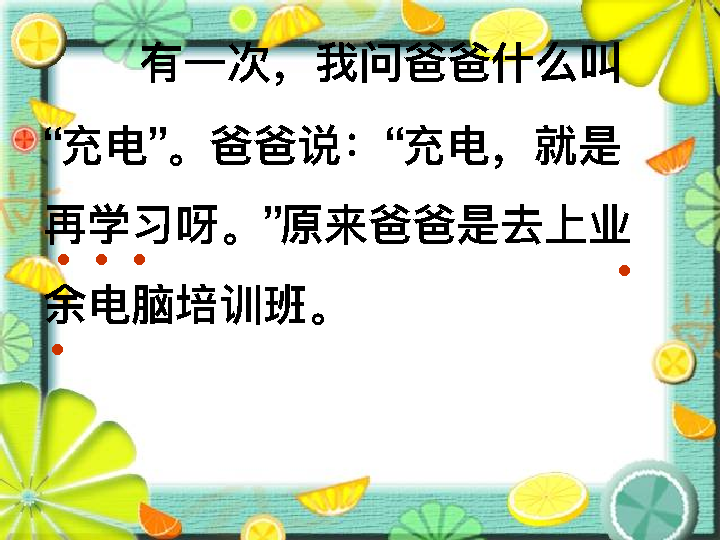 有一次，我问爸爸什么叫
“充电”。爸爸说：“充电，就是
再学习呀。”原来爸爸是去上业
余电脑培训班。